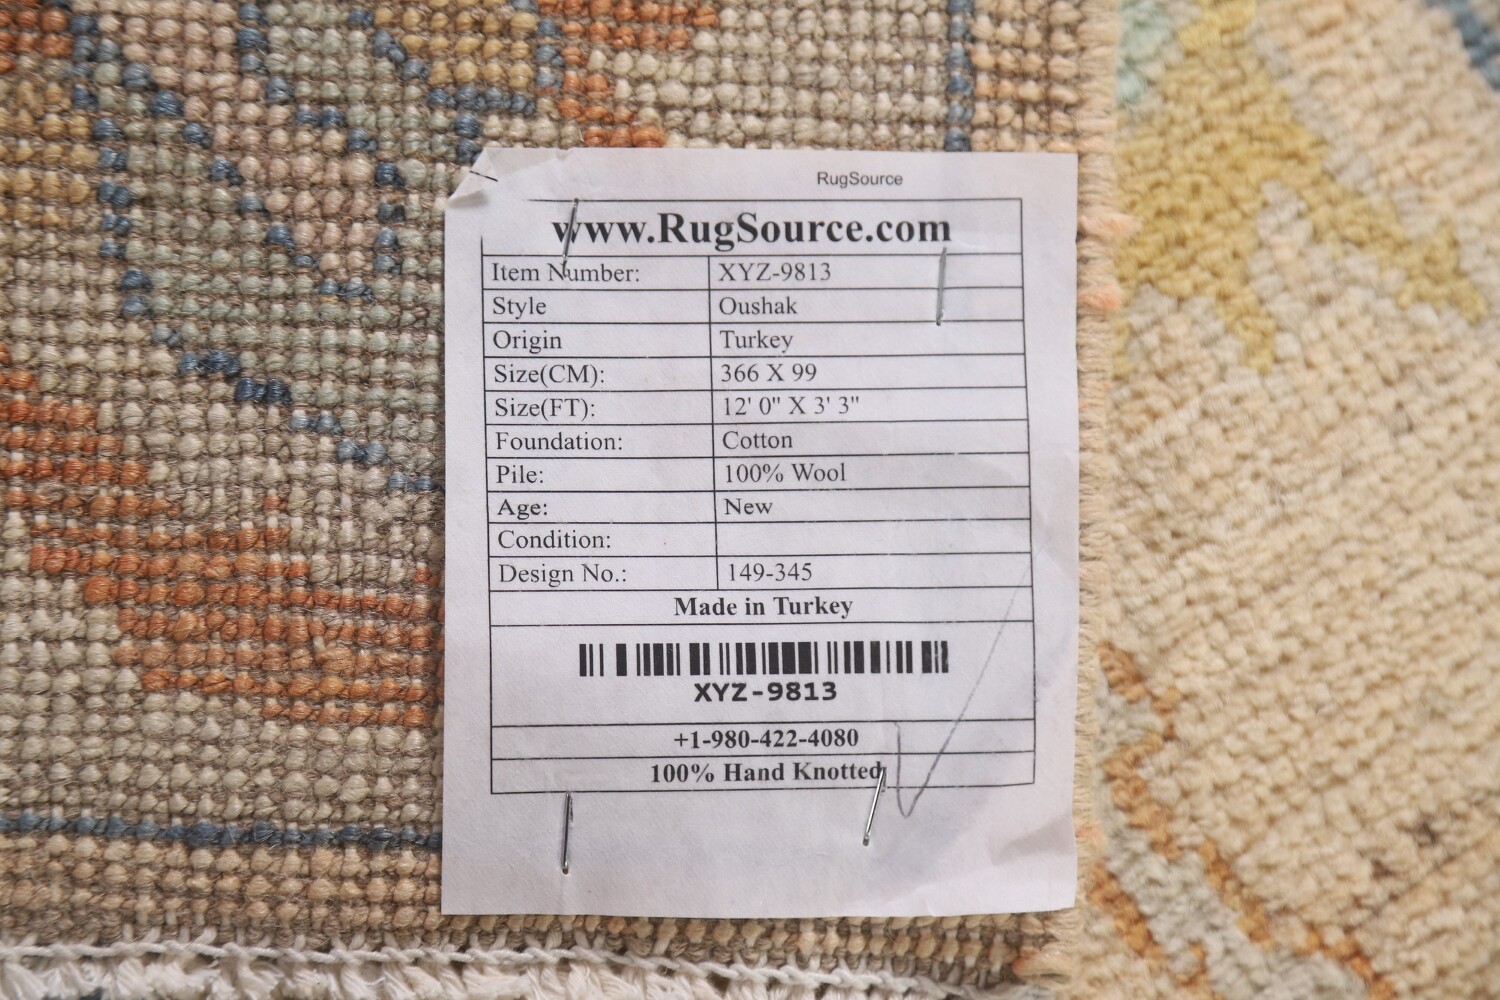 RugSource
www.RugSource.com
Item Number: XYZ-9813
Style Oushak
Origin Turkey
Size(CM): 366 X 99
Size(FT): 12' 0" X 3' 3"
Foundation: Cotton
Pile: 100% Wool
Age: New
Condition:
Design No.: 149-345
Made in Turkey
XYZ-9813
+1-980-422-4080
100% Hand Knotted